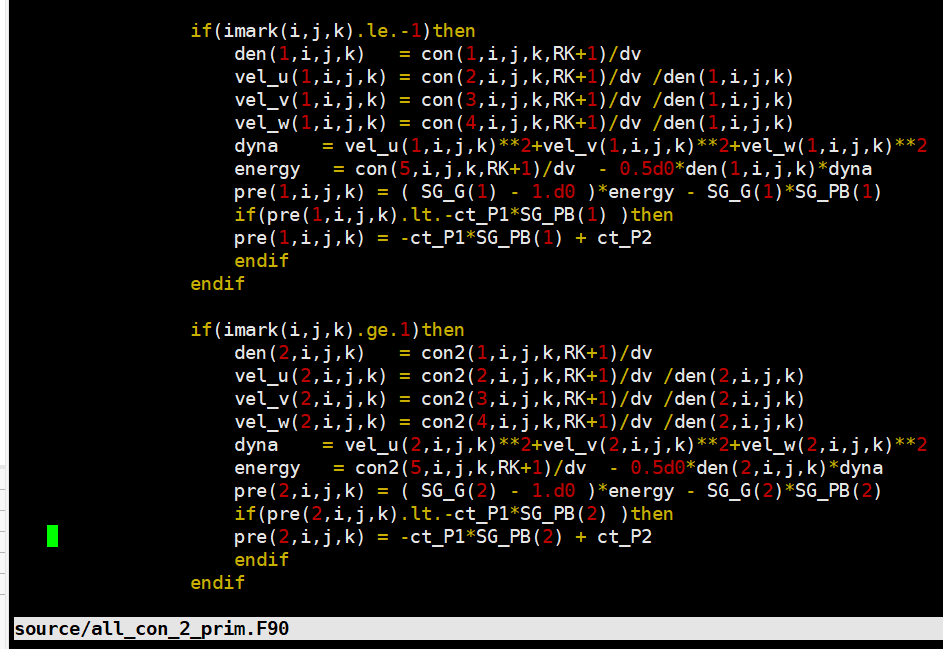 if(imark(i,j,k).le.-1)then
den(1,i,j,k)   = con(1,i,j,k,RK+1)/dv
vel_u(1,i,j,k) = con(2,i,j,k,RK+1)/dv /den(1,i,j,k)
vel_v(1,i,j,k) = con(3,i,j,k,RK+1)/dv /den(1,i,j,k)
vel_w(1,i,j,k) = con(4,i,j,k,RK+1)/dv /den(1,i,j,k)
dyna    = vel_u(1,i,j,k)**2+vel_v(1,i,j,k)**2+vel_w(1,i,j,k)**2
energy   = con(5,i,j,k,RK+1)/dv  - 0.5d0*den(1,i,j,k)*dyna
pre(1,i,j,k) = ( SG_G(1) - 1.d0 )*energy - SG_G(1)*SG_PB(1)
if(pre(1,i,j,k).lt.-ct_P1*SG_PB(1) )then
pre(1,i,j,k) = -ct_P1*SG_PB(1) + ct_P2
endif
endif
if(imark(i,j,k).ge.1)then
den(2,i,j,k)   = con2(1,i,j,k,RK+1)/dv
vel_u(2,i,j,k) = con2(2,i,j,k,RK+1)/dv /den(2,i,j,k)
vel_v(2,i,j,k) = con2(3,i,j,k,RK+1)/dv /den(2,i,j,k)
vel_w(2,i,j,k) = con2(4,i,j,k,RK+1)/dv /den(2,i,j,k)
dyna    = vel_u(2,i,j,k)**2+vel_v(2,i,j,k)**2+vel_w(2,i,j,k)**2
energy   = con2(5,i,j,k,RK+1)/dv  - 0.5d0*den(2,i,j,k)*dyna
pre(2,i,j,k) = ( SG_G(2) - 1.d0 )*energy - SG_G(2)*SG_PB(2)
if(pre(2,i,j,k).lt.-ct_P1*SG_PB(2) )then
pre(2,i,j,k) = -ct_P1*SG_PB(2) + ct_P2
endif
endif
source/all_con_2_prim.F90